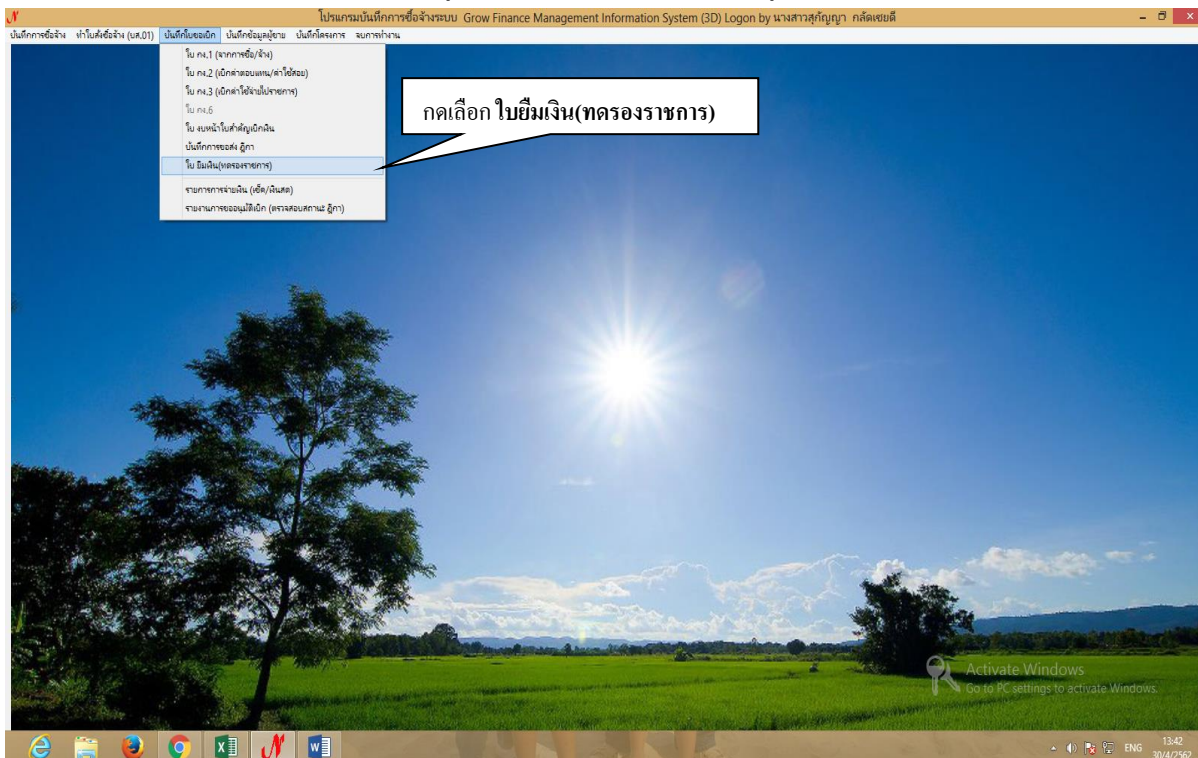 โปรแกรมบันทึกการซื้อจ้างระบบ Grow Finance Management Information System (3D) Logon by นางสาวสุกัญญา กลัดเซยดี
บันทึกการซื้อจ้าง ทำใบสั่งซื้อจ้าง (บส.01) บันทึกใบขอเบิก บันทึกข้อมูลผู้ขาย บันทึกโครงการ จบการทำงาน
ใบ กง.1 (จากการซื้อ/จ้าง)
ใบ กง.2 (เบิกค่าตอบแทน/ค่าใช้สอย)
ใบ กง.3 (เบิกค่าใช้จ่ายไปราชการ)
ใบ กง.6
ใบ งบหน้าใบสำคัญเบิกเงิน
บันทึกการขอส่ง ฎีกา
ใบ ยืมเงิน(ทดรองราชการ)
รายการการจ่ายเงิน (เช็ค/เงินสด)
รายงานการขออนุมัติเบิก (ตรวจสอบสถานะ ฎีกา)
กดเลือก ใบยืมเงิน(ทดรองราชการ)
Activate Windows
Go to PC settings to activate Windows.
ENG 13:42
30/4/2562